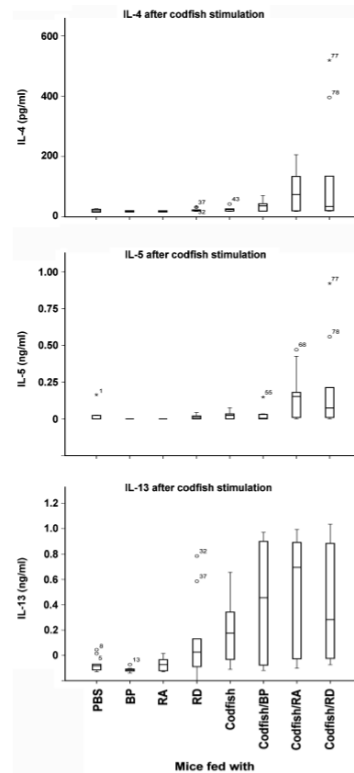 IL-4 after codfish stimulation
600
400
200
0
IL-4 (pg/ml)
77
78
37
32
43
IL-5 after codfish stimulation
1.00
0.75
0.50
0.25
0
IL-5 (ng/ml)
77
78
68
55
1
IL-13 after codfish stimulation
1.2
1.0
0.8
0.6
0.4
0.2
0
IL-13 (ng/ml)
32
37
13
PBS
BP
RA
RD
Codfish
Codfish/BP
Codfish/RA
Codfish/RD
Mice fed with